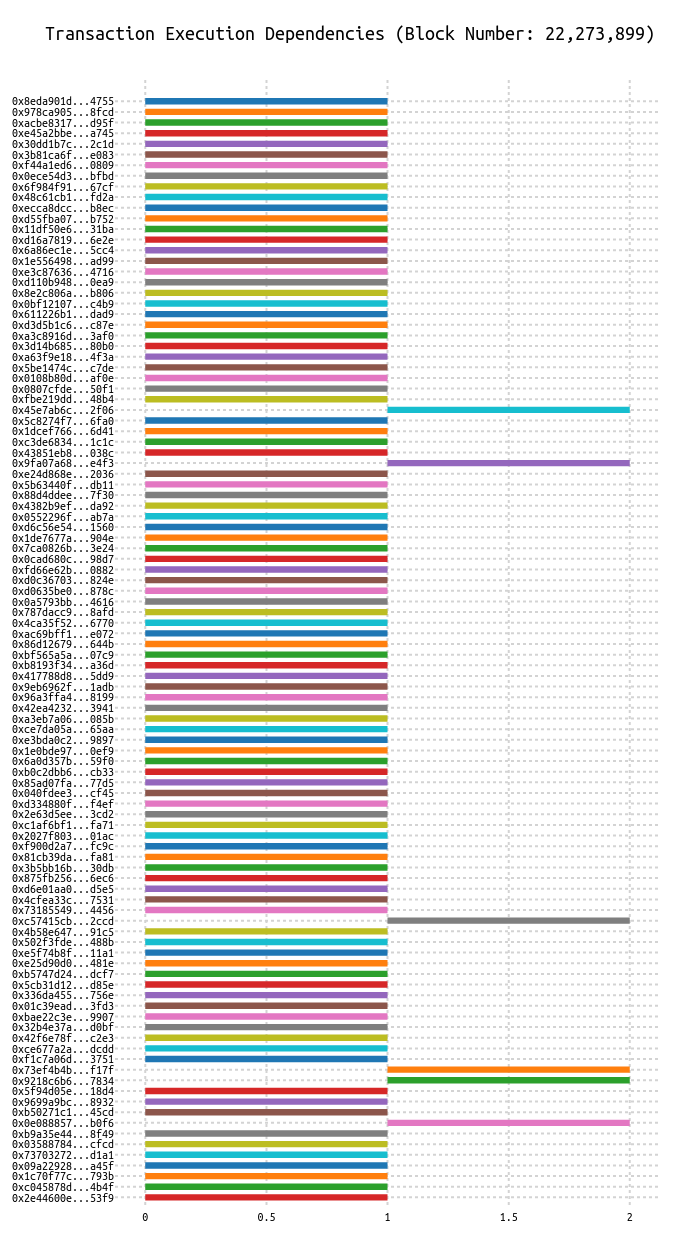 Transaction Execution Dependencies (Block Number: 22,273,899)
0x8eda901d...4755
0x978ca905...8fcd
0xacbe8317...d95f
0xe45a2bbe...a745
0x30dd1b7c...2c1d
0x3b81ca6f...e083
0xf44a1ed6...0809
0x0ece54d3...bfbd
0x6f984f91...67cf
0x48c61cb1...fd2a
0xecca8dcc...b8ec
0xd55fba07...b752
0x11df50e6...31ba
0xd16a7819...6e2e
0x6a86ec1e...5cc4
0x1e556498...ad99
0xe3c87636...4716
0xd110b948...0ea9
0x8e2c806a...b806
0x0bf12107...c4b9
0x611226b1...dad9
0xd3d5b1c6...c87e
0xa3c8916d...3af0
0x3d14b685...80b0
0xa63f9e18...4f3a
0x5be1474c...c7de
0x0108b80d...af0e
0x0807cfde...50f1
0xfbe219dd...48b4
0x45e7ab6c...2f06
0x5c8274f7...6fa0
0x1dcef766...6d41
0xc3de6834...1c1c
0x43851eb8...038c
0x9fa07a68...e4f3
0xe24d868e...2036
0x5b63440f...db11
0x88d4ddee...7f30
0x4382b9ef...da92
0x0552296f...ab7a
0xd6c56e54...1560
0x1de7677a...904e
0x7ca0826b...3e24
0x0cad680c...98d7
0xfd66e62b...0882
0xd0c36703...824e
0xd0635be0...878c
0x0a5793bb...4616
0x787dacc9...8afd
0x4ca35f52...6770
0xac69bff1...e072
0x86d12679...644b
0xbf565a5a...07c9
0xb8193f34...a36d
0x417788d8...5dd9
0x9eb6962f...1adb
0x96a3ffa4...8199
0x42ea4232...3941
0xa3eb7a06...085b
0xce7da05a...65aa
0xe3bda0c2...9897
0x1e0bde97...0ef9
0x6a0d357b...59f0
0xb0c2dbb6...cb33
0x85ad07fa...77d5
0x040fdee3...cf45
0xd334880f...f4ef
0x2e63d5ee...3cd2
0xc1af6bf1...fa71
0x2027f803...01ac
0xf900d2a7...fc9c
0x81cb39da...fa81
0x3b5bb16b...30db
0x875fb256...6ec6
0xd6e01aa0...d5e5
0x4cfea33c...7531
0x73185549...4456
0xc57415cb...2ccd
0x4b58e647...91c5
0x502f3fde...488b
0xe5f74b8f...11a1
0xe25d90d0...481e
0xb5747d24...dcf7
0x5cb31d12...d85e
0x336da455...756e
0x01c39ead...3fd3
0xbae22c3e...9907
0x32b4e37a...d0bf
0x42f6e78f...c2e3
0xce677a2a...dcdd
0xf1c7a06d...3751
0x73ef4b4b...f17f
0x9218c6b6...7834
0x5f94d05e...18d4
0x9699a9bc...8932
0xb50271c1...45cd
0x0e088857...b0f6
0xb9a35e44...8f49
0x03588784...cfcd
0x73703272...d1a1
0x09a22928...a45f
0x1c70f77c...793b
0xc045878d...4b4f
0x2e44600e...53f9
0 0.5 1 1.5 2